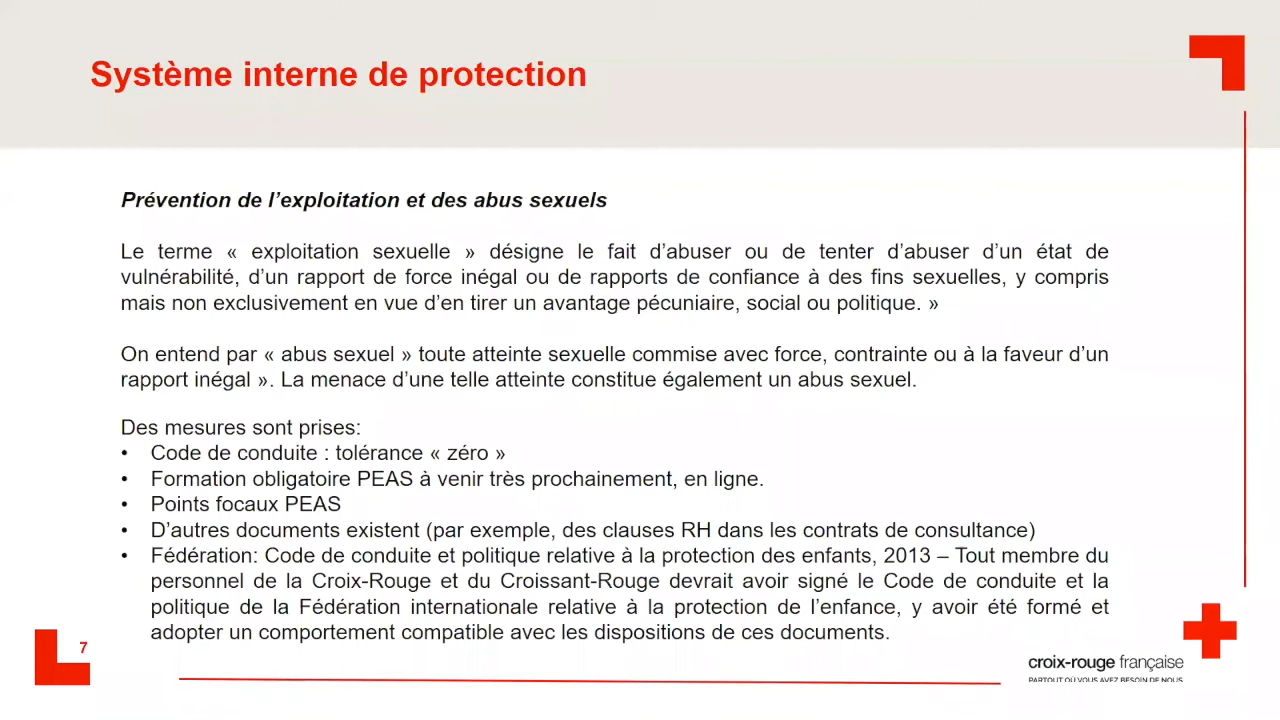 Système interne de protection
Prévention de l’exploitation et des abus sexuels
Le terme « exploitation sexuelle » désigne le fait d’abuser ou de tenter d’abuser d’un état de
vulnérabilité, d’un rapport de force inégal ou de rapports de confiance à des fins sexuelles, y compris
mais non exclusivement en vue d’en tirer un avantage pécuniaire, social ou politique. »
On entend par « abus sexuel » toute atteinte sexuelle commise avec force, contrainte ou à la faveur d’un
rapport inégal ». La menace d’une telle atteinte constitue également un abus sexuel.
Des mesures sont prises:
• Code de conduite : tolérance « zéro »
• Formation obligatoire PEAS à venir très prochainement, en ligne.
• Points focaux PEAS
• D’autres documents existent (par exemple, des clauses RH dans les contrats de consultance)
• Fédération: Code de conduite et politique relative à la protection des enfants, 2013 – Tout membre du
personnel de la Croix-Rouge et du Croissant-Rouge devrait avoir signé le Code de conduite et la
politique de la Fédération internationale relative à la protection de l’enfance, y avoir été formé et
adopter un comportement compatible avec les dispositions de ces documents.
7
croix-rouge française
PARTOUT OÙ VOUS AVEZ BESOIN DE NOUS